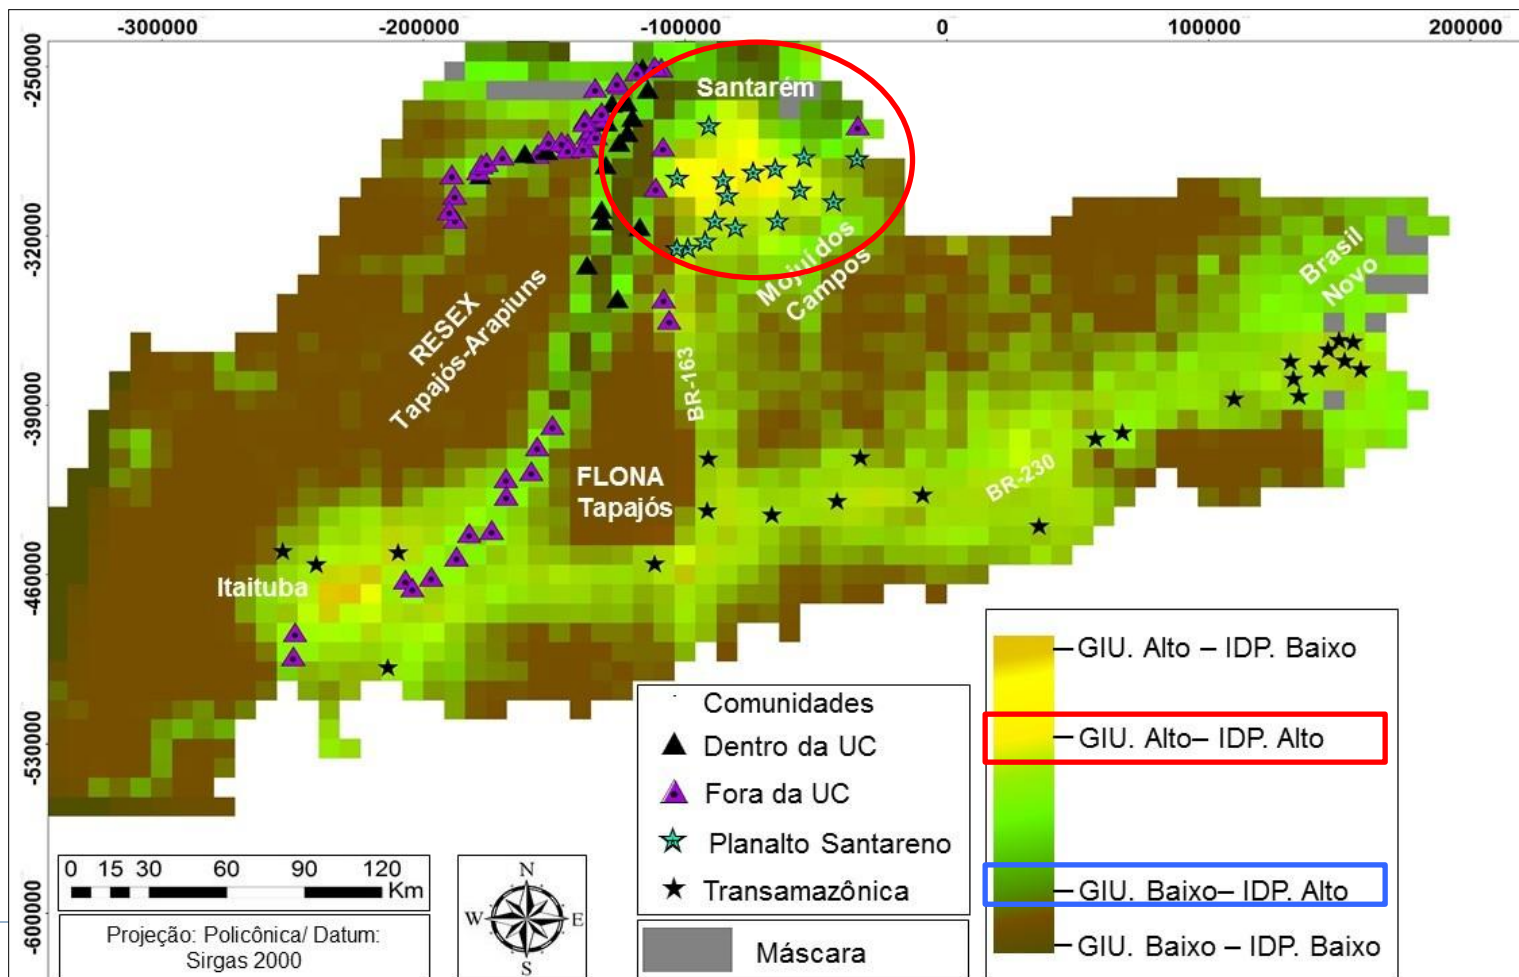 -300000 -200000 -100000 0 100000 200000
-250000
-320000
-390000
-460000
-530000
-600000
Santarém
Mojuí dos
Campos
Brasil
Novo
RESEX
Tapajós-Arapiuns
BR-163
FLONA
Tapajós
BR-230
Itaituba
0 15 30 60 90 120
Km
Projeção: Policônica/ Datum:
Sirgas 2000
N
W E
S
Comunidades
Dentro da UC
Fora da UC
Planalto Santareno
Transamazônica
Máscara
GIU. Alto – IDP. Baixo
GIU. Alto– IDP. Alto
GIU. Baixo– IDP. Alto
GIU. Baixo – IDP. Baixo